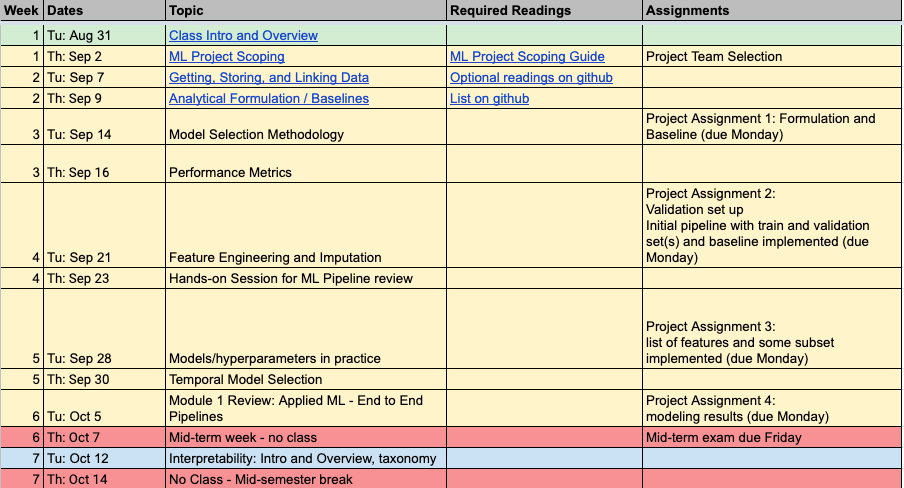 Week Dates Topic Required Readings Assignments
1 Tu: Aug 31 Class Intro and Overview
1 Th: Sep 2 ML Project Scoping ML Project Scoping Guide Project Team Selection
2 Tu: Sep 7 Getting, Storing, and Linking Data Optional readings on github
2 Th: Sep 9 Analytical Formulation / Baselines List on github
Project Assignment 1: Formulation and
3 Tu: Sep 14 Model Selection Methodology Baseline (due Monday)
3 Th: Sep 16 Performance Metrics
Project Assignment 2:
Validation set up
Initial pipeline with train and validation
set(s) and baseline implemented (due
4 Tu: Sep 21 Feature Engineering and Imputation Monday)
4 Th: Sep 23 Hands-on Session for ML Pipeline review
Project Assignment 3:
list of features and some subset
5 Tu: Sep 28 Models/hyperparameters in practice implemented (due Monday)
5 Th: Sep 30 Temporal Model Selection
Module 1 Review: Applied ML - End to End Project Assignment 4:
6 Tu: Oct 5 Pipelines modeling results (due Monday)
6 Th: Oct 7 Mid-term week - no class Mid-term exam due Friday
7 Tu: Oct 12 Interpretability: Intro and Overview, taxonomy
7 Th: Oct 14 No Class - Mid-semester break